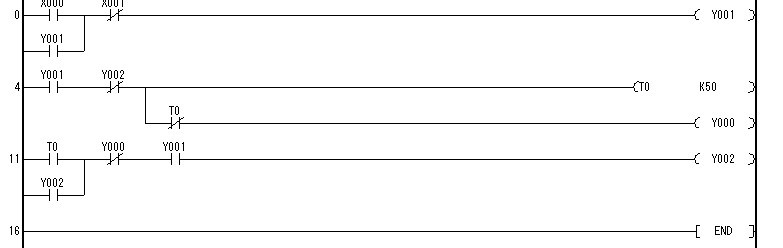 X000 X001
0 Y001
Y001
Y001 Y002
4 T0 K50
T0
Y000
T0 Y000 Y001
11 Y002
Y002
16 END